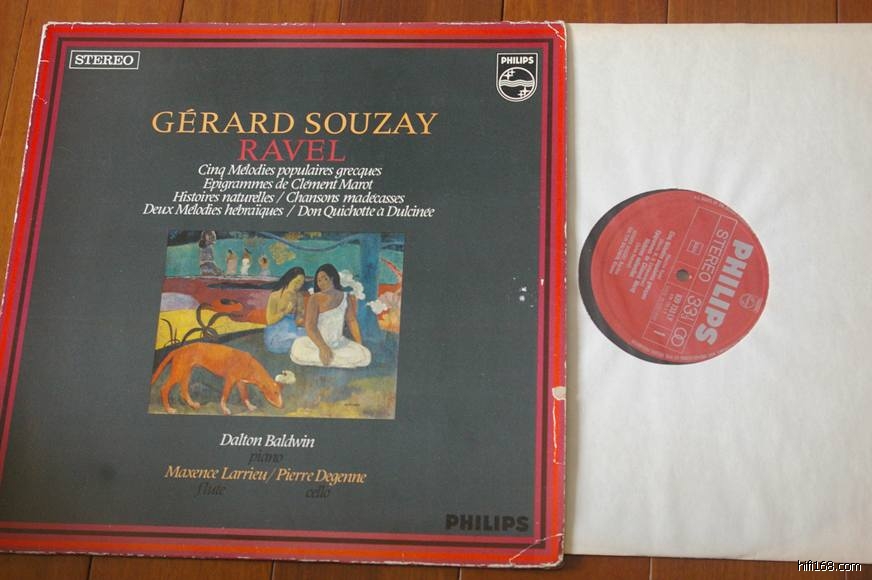 STEREO
PHILIPS
GÉRARD SOUZAY
RAVEL
Cinq Mélodies populaires grecques
Epigrammes de Clément Marot
Histoires naturelles / Chansons madécasses
Deux Mélodies hébraïques / Don Quichotte à Dulcinée
Dalton Baldwin
piano
Maxence Larrieu / Pierre Degenne
flute cello
PHILIPS
PHILIPS
STEREO
33⅓
1
hifi168.com